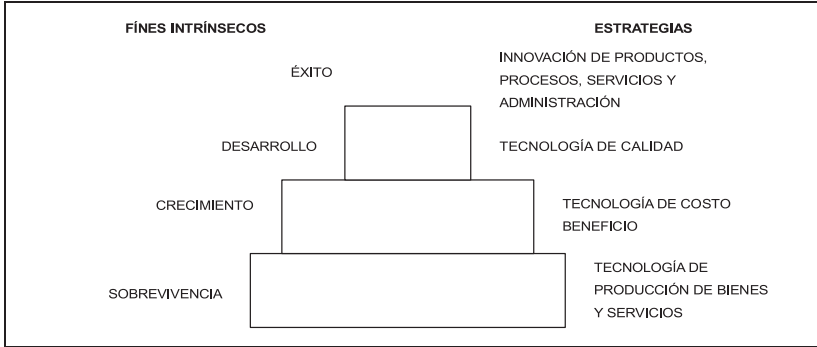 FÍNES INTRÍNSECOS
ESTRATEGIAS
ÉXITO
INNOVACIÓN DE PRODUCTOS,
PROCESOS, SERVICIOS Y
ADMINISTRACIÓN
DESARROLLO
TECNOLOGÍA DE CALIDAD
CRECIMIENTO
TECNOLOGÍA DE COSTO
BENEFICIO
SOBREVIVENCIA
TECNOLOGÍA DE
PRODUCCIÓN DE BIENES
Y SERVICIOS